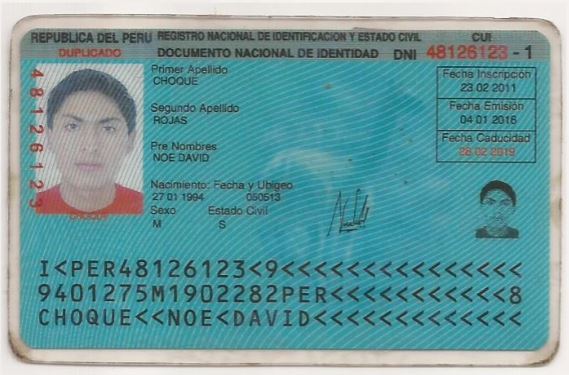 REPUBLICA DEL PERU REGISTRO NACIONAL DE IDENTIFICACION Y ESTADO CIVIL CUI
DUPLICADO DOCUMENTO NACIONAL DE IDENTIDAD DNI 48126123 - 1
48126123
Primer Apellido
CHOQUE
Segundo Apellido
ROJAS
Pre Nombres
NOE DAVID
Nacimiento: Fecha y Ubigeo
27 01 1994 050513
Sexo Estado Civil
M S
Fecha Inscripción
23 02 2011
Fecha Emisión
04 01 2016
Fecha Caducidad
28 02 2019
I<PER48126123<9<<<<<<<<<<<<<<<
9401275M1902282PER<<<<<<<<<<<8
CHOQUE<<NOE<DAVID<<<<<<<<<<<<<